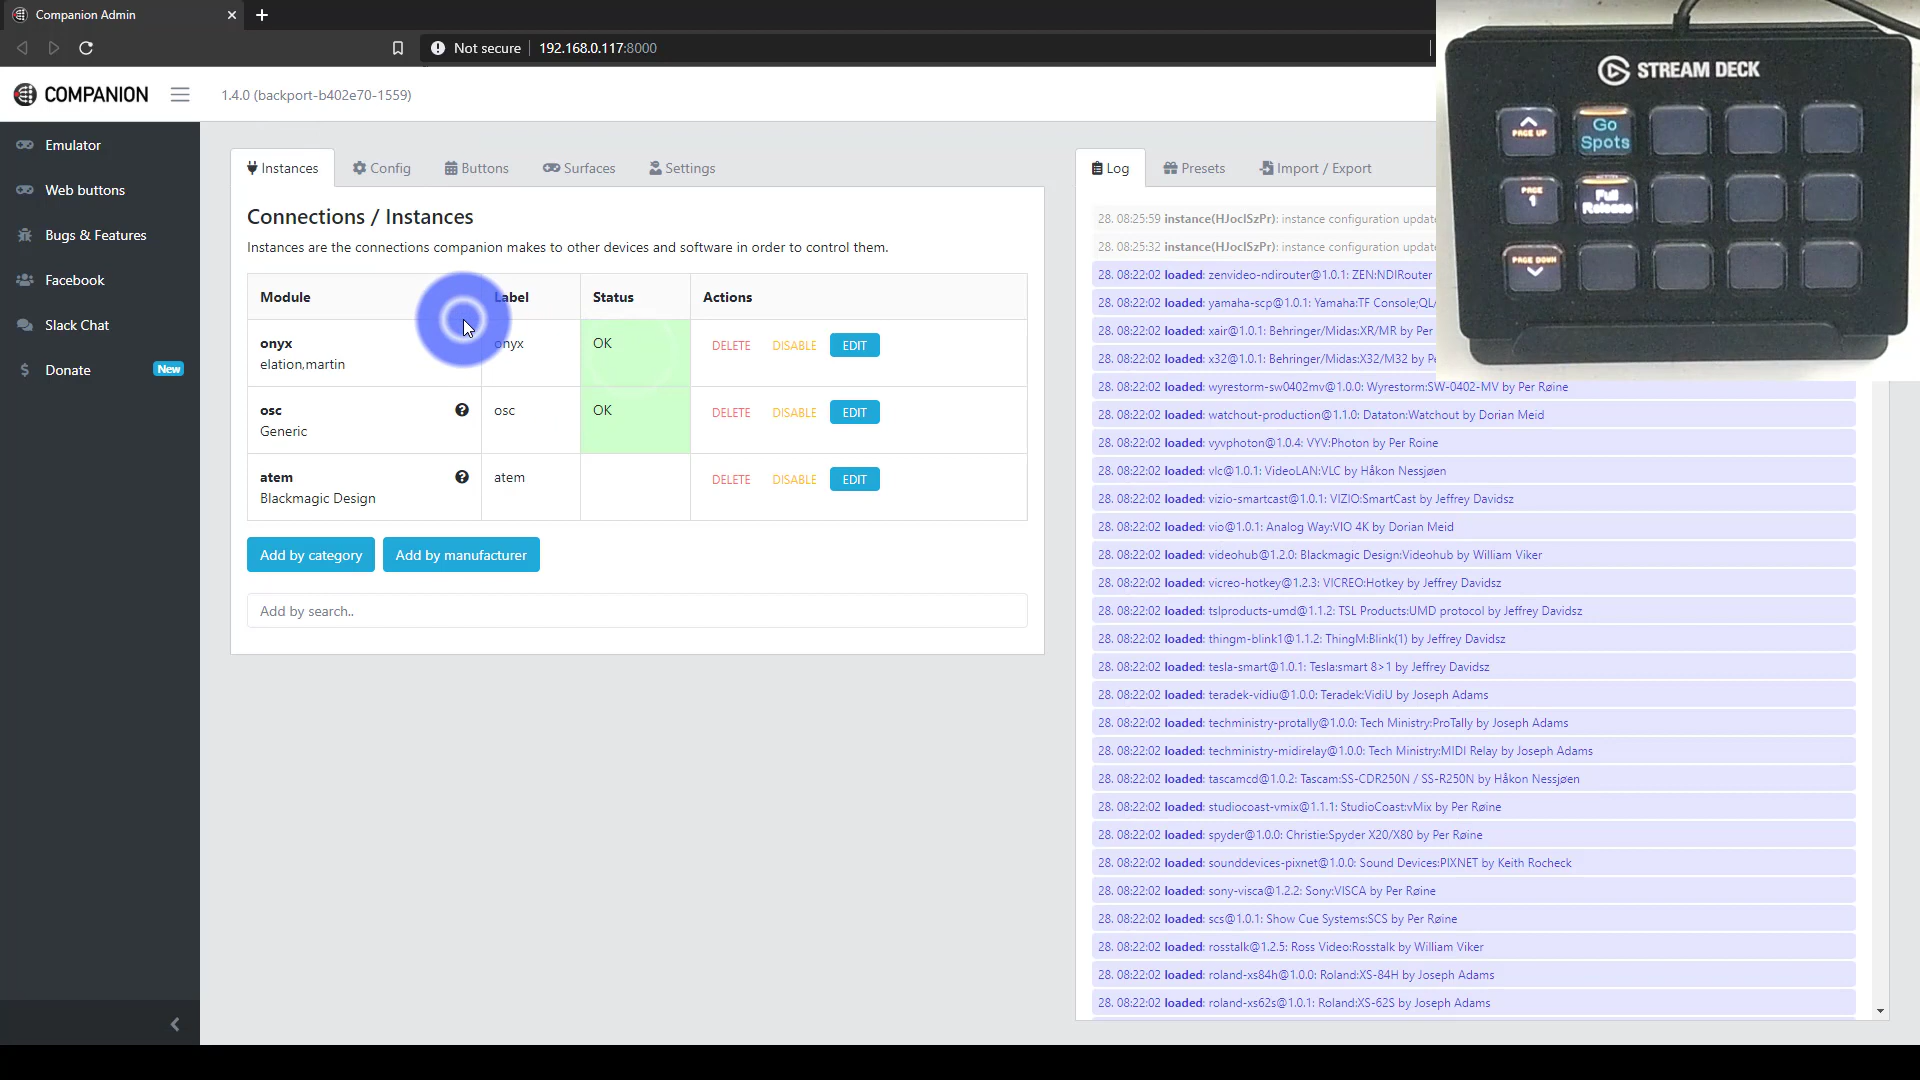 Companion Admin
Not secure
192.168.0.117:8000
COMPANION
1.4.0 (backport-b402e70-1559)
Emulator
Web buttons
Bugs & Features
Facebook
Slack Chat
Donate
New
Instances
Config
Buttons
Surfaces
Settings
Connections / Instances
Instances are the connections companion makes to other devices and software in order to control them.
Module
Label
Status
Actions
onyx
elation,martin
onyx
OK
DELETE
DISABLE
EDIT
osc
Generic
osc
OK
DELETE
DISABLE
EDIT
atem
Blackmagic Design
atem
DELETE
DISABLE
EDIT
Add by category
Add by manufacturer
Add by search..
Log
Presets
Import / Export
28. 08:25:59 instance(HJoclSzPr): instance configuration update
28. 08:25:32 instance(HJoclSzPr): instance configuration update
28. 08:22:02 loaded: zenvideo-ndirouter@1.0.1: ZEN:NDIRouter
28. 08:22:02 loaded: yamaha-scp@1.0.1: Yamaha:TF Console;QL/
28. 08:22:02 loaded: xair@1.0.1: Behringer/Midas:XR/MR by Per
28. 08:22:02 loaded: x32@1.0.1: Behringer/Midas:X32/M32 by Pe
28. 08:22:02 loaded: wyrestorm-sw0402mv@1.0.0: Wyrestorm:SW-0402-MV by Per Røine
28. 08:22:02 loaded: watchout-production@1.1.0: Dataton:Watchout by Dorian Meid
28. 08:22:02 loaded: vyvphoton@1.0.4: VYV:Photon by Per Roine
28. 08:22:02 loaded: vlc@1.0.1: VideoLAN:VLC by Håkon Nessjøen
28. 08:22:02 loaded: vizio-smartcast@1.0.1: VIZIO:SmartCast by Jeffrey Davidsz
28. 08:22:02 loaded: vio@1.0.1: Analog Way:VIO 4K by Dorian Meid
28. 08:22:02 loaded: videohub@1.2.0: Blackmagic Design:Videohub by William Viker
28. 08:22:02 loaded: vicreo-hotkey@1.2.3: VICREO:Hotkey by Jeffrey Davidsz
28. 08:22:02 loaded: tslproducts-umd@1.1.2: TSL Products:UMD protocol by Jeffrey Davidsz
28. 08:22:02 loaded: thingm-blink1@1.1.2: ThingM:Blink(1) by Jeffrey Davidsz
28. 08:22:02 loaded: tesla-smart@1.0.1: Tesla:smart 8>1 by Jeffrey Davidsz
28. 08:22:02 loaded: teradek-vidiu@1.0.0: Teradek:VidiU by Joseph Adams
28. 08:22:02 loaded: techministry-protally@1.0.0: Tech Ministry:ProTally by Joseph Adams
28. 08:22:02 loaded: techministry-midirelay@1.0.0: Tech Ministry:MIDI Relay by Joseph Adams
28. 08:22:02 loaded: tascamcd@1.0.2: Tascam:SS-CDR250N / SS-R250N by Håkon Nessjøen
28. 08:22:02 loaded: studiocoast-vmix@1.1.1: StudioCoast:vMix by Per Røine
28. 08:22:02 loaded: spyder@1.0.0: Christie:Spyder X20/X80 by Per Røine
28. 08:22:02 loaded: sounddevices-pixnet@1.0.0: Sound Devices:PIXNET by Keith Rocheck
28. 08:22:02 loaded: sony-visca@1.2.2: Sony:VISCA by Per Røine
28. 08:22:02 loaded: scs@1.0.1: Show Cue Systems:SCS by Per Røine
28. 08:22:02 loaded: rosstalk@1.2.5: Ross Video:Rosstalk by William Viker
28. 08:22:02 loaded: roland-xs84h@1.0.0: Roland:XS-84H by Joseph Adams
28. 08:22:02 loaded: roland-xs62s@1.0.1: Roland:XS-62S by Joseph Adams
STREAM DECK
PAGE UP
Go
Spots
PAGE
1
Full
Release
PAGE DOWN